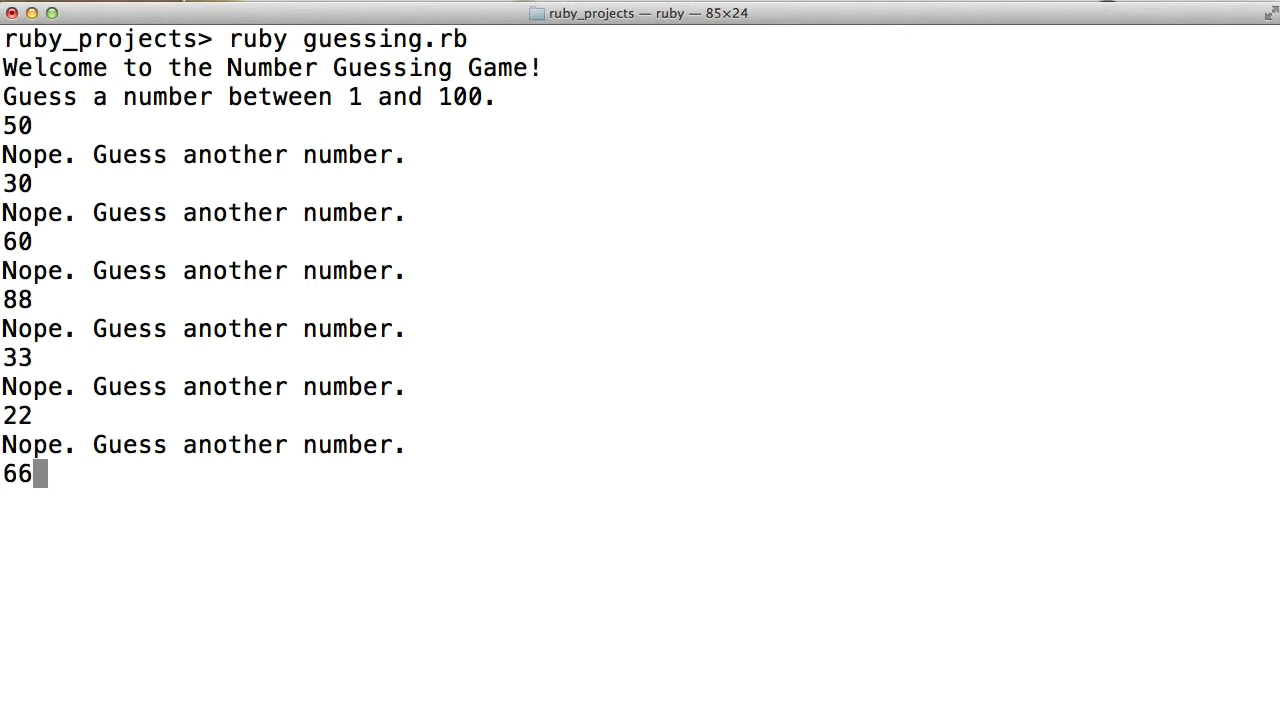 ruby_projects — ruby — 85×24
ruby_projects> ruby guessing.rb
Welcome to the Number Guessing Game!
Guess a number between 1 and 100.
50
Nope. Guess another number.
30
Nope. Guess another number.
60
Nope. Guess another number.
88
Nope. Guess another number.
33
Nope. Guess another number.
22
Nope. Guess another number.
66